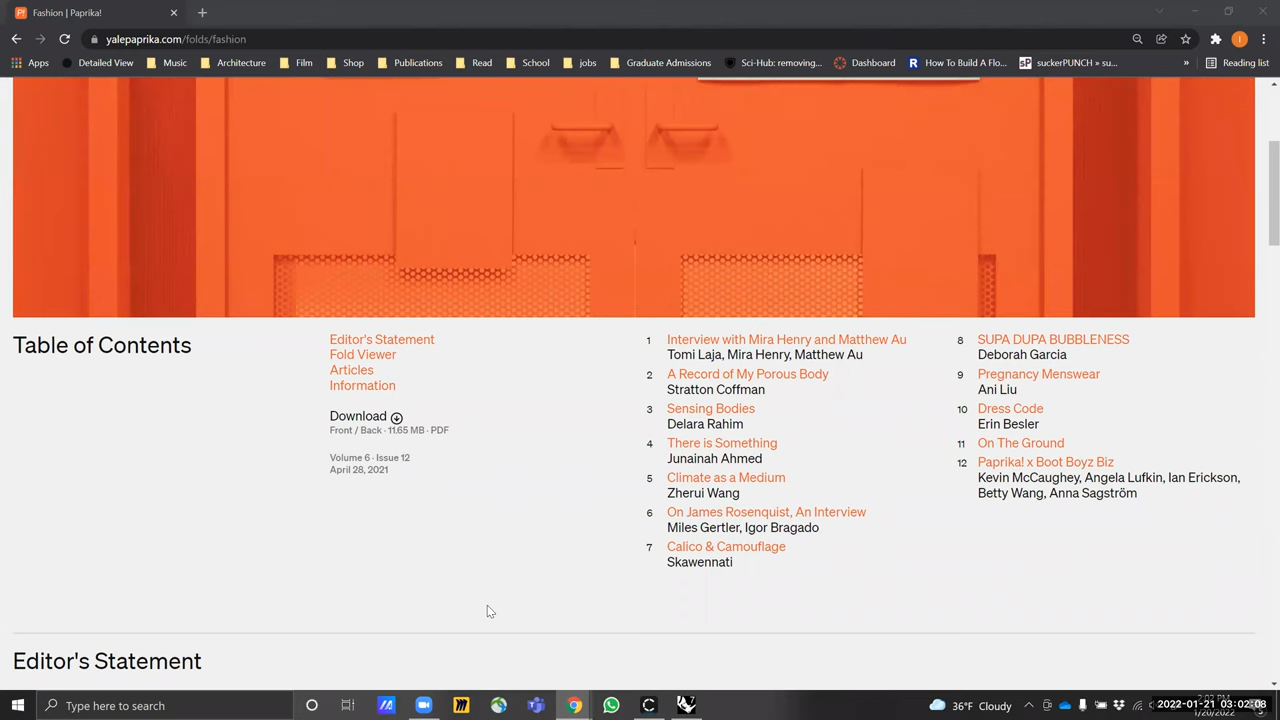 Fashion | Paprika!
yalepaprika.com/folds/fashion
Apps
Detailed View
Music
Architecture
Film
Shop
Publications
Read
School
jobs
Graduate Admissions
Sci-Hub: removing...
Dashboard
How To Build A Flo...
sP
suckerPUNCH » su...
»
Reading list
Table of Contents
Editor's Statement
Fold Viewer
Articles
Information
Download
Front / Back · 11.65 MB · PDF
Volume 6 · Issue 12
April 28, 2021
1 Interview with Mira Henry and Matthew Au
Tomi Laja, Mira Henry, Matthew Au
2 A Record of My Porous Body
Stratton Coffman
3 Sensing Bodies
Delara Rahim
4 There is Something
Junainah Ahmed
5 Climate as a Medium
Zherui Wang
6 On James Rosenquist, An Interview
Miles Gertler, Igor Bragado
7 Calico & Camouflage
Skawennati
8 SUPA DUPA BUBBLENESS
Deborah Garcia
9 Pregnancy Menswear
Ani Liu
10 Dress Code
Erin Besler
11 On The Ground
12 Paprika! x Boot Boyz Biz
Kevin McCaughey, Angela Lufkin, Ian Erickson,
Betty Wang, Anna Sagström
Editor's Statement
Type here to search
36°F Cloudy
2022-01-21 03:02:08